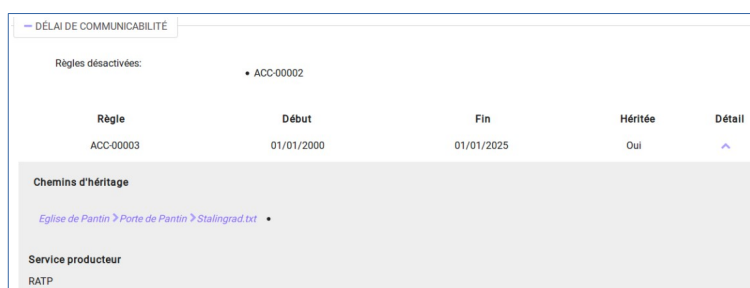 DÉLAI DE COMMUNICABILITÉ
Règles désactivées:
• ACC-00002
Règle Début Fin Héritée Détail
ACC-00003 01/01/2000 01/01/2025 Oui
Chemins d'héritage
Eglise de Pantin > Porte de Pantin > Stalingrad.txt •
Service producteur
RATP